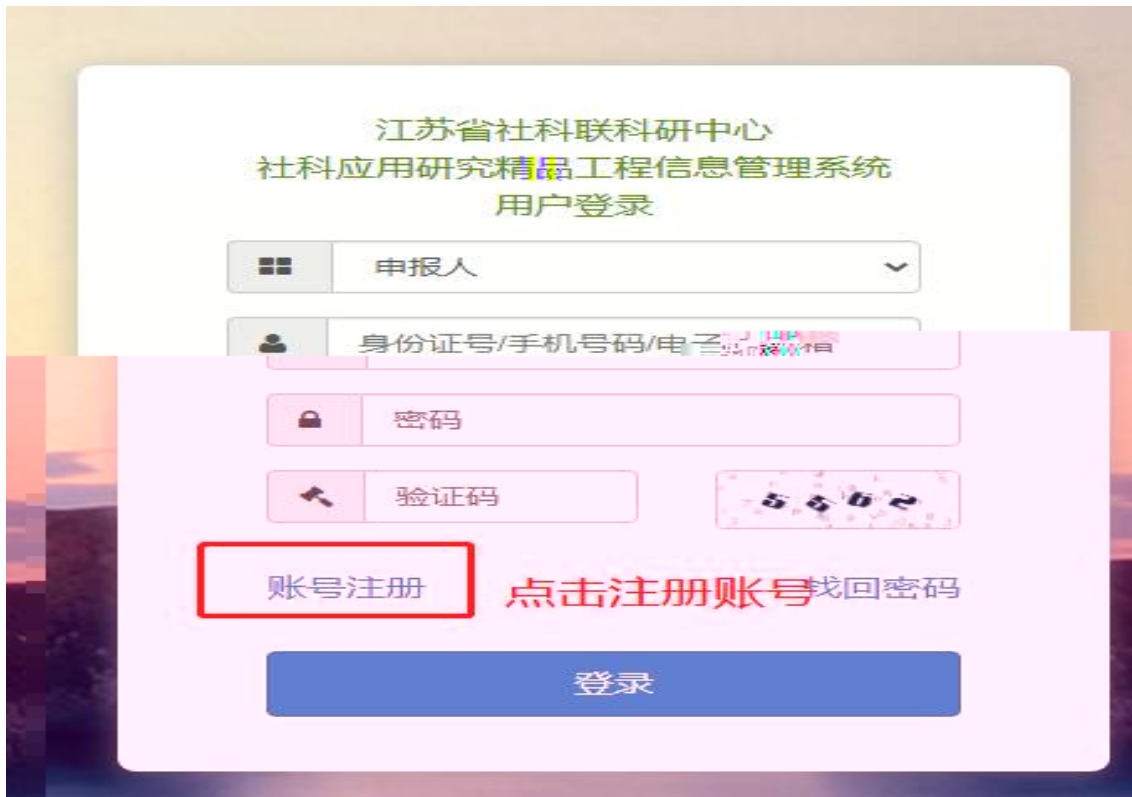 江苏省社科联科研中心
社科应用研究精品工程信息管理系统
用户登录
申报人
身份证号/手机号码/电子
密码
验证码 5562
账号注册 点击注册账号 找回密码
登录